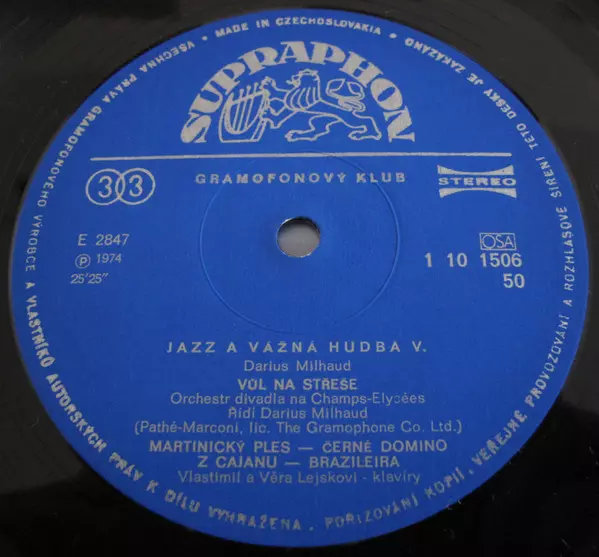 MADE IN CZECHOSLOVAKIA
VŠECHNA PRÁVA GRAMOFONOVÉHO VÝROBCE A VLASTNÍKŮ AUTORSKÝCH PRÁV K DÍLU VYHRAŽENA. POŘIZOVÁNÍ KOPIÍ, VEŘEJNÉ PROVOZOVÁNÍ A ROZHLASOVÉ ŠÍŘENÍ TÉTO DESKY JE ZAKÁZÁNO
SUPRAPHON
33
GRAMOFONOVÝ KLUB
STEREO
E 2847
Ⓟ 1974
25'25"
OSA
1 10 1506
50
JAZZ A VÁŽNÁ HUDBA V.
Darius Milhaud
VŮL NA STŘEŠE
Orchestr divadla na Champs-Elysées
Řídí Darius Milhaud
(Pathé-Marconi, lic. The Gramophone Co. Ltd.)
MARTINICKÝ PLES — ČERNÉ DOMINO
Z CAJANU — BRAZILEIRA
Vlastimil a Věra Lejskovi - klavíry